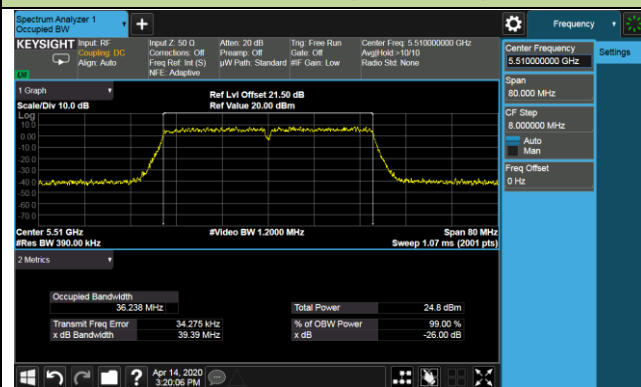 Spectrum Analyzer 1
Occupied BW
+
Frequency
KEYSIGHT
Input: RF
Coupling: DC
Align: Auto
Input Z: 50 Ω
Corrections: Off
Freq Ref: Int (S)
NFE: Adaptive
Atten: 20 dB
Preamp: Off
µW Path: Standard
Trig: Free Run
Gate: Off
#IF Gain: Low
Center Freq: 5.510000000 GHz
Avg|Hold:>10/10
Radio Std: None
LXI
Center Frequency
5.510000000 GHz
Settings
Span
80.000 MHz
CF Step
8.000000 MHz
Auto
Man
Freq Offset
0 Hz
1 Graph
Scale/Div 10.0 dB
Ref Lvl Offset 21.50 dB
Ref Value 20.00 dBm
Log
10.0
0.00
-10.0
-20.0
-30.0
-40.0
-50.0
-60.0
-70.0
Center 5.51 GHz
#Res BW 390.00 kHz
#Video BW 1.2000 MHz
Span 80 MHz
Sweep 1.07 ms (2001 pts)
2 Metrics
Occupied Bandwidth
36.238 MHz
Total Power 24.8 dBm
Transmit Freq Error 34.275 kHz
% of OBW Power 99.00 %
x dB Bandwidth 39.39 MHz
x dB -26.00 dB
?
Apr 14, 2020
3:20:06 PM